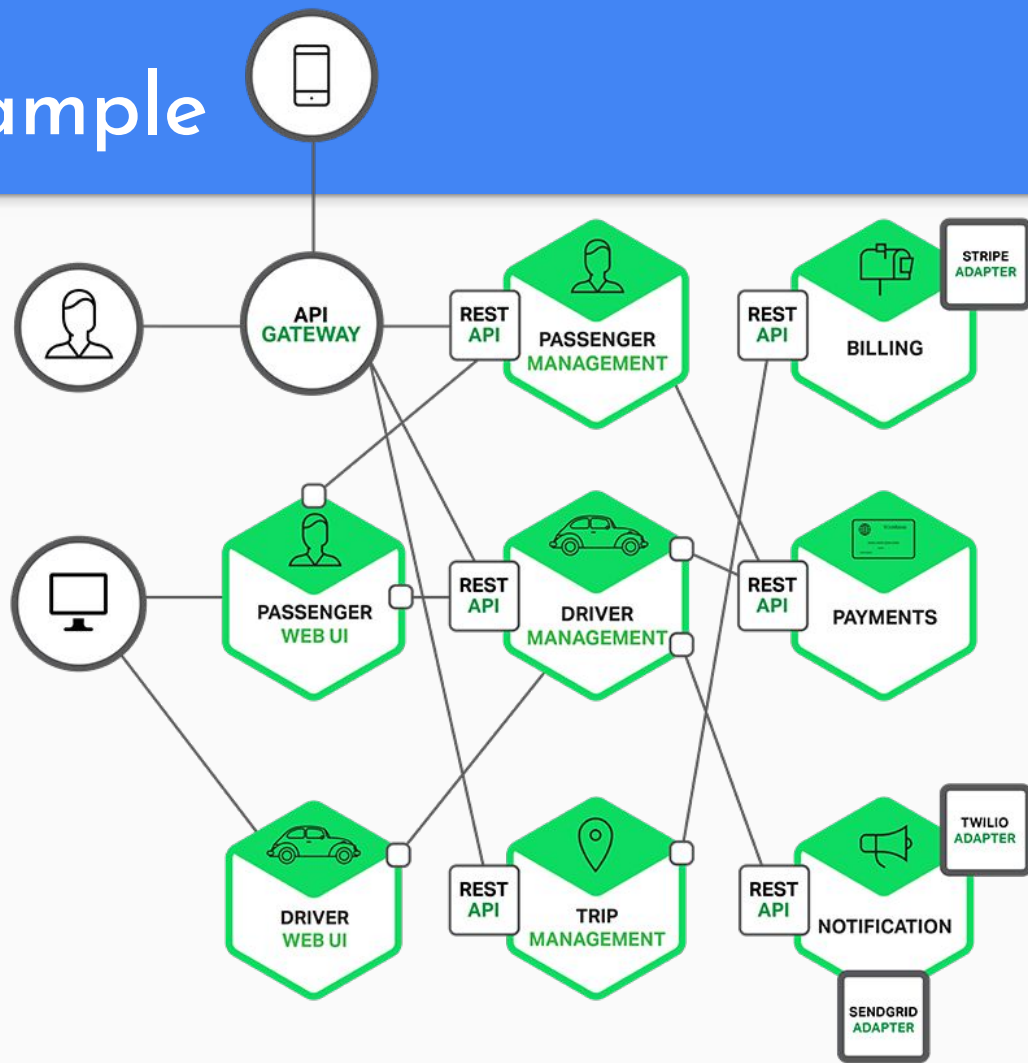 ample
API
GATEWAY
REST
API
PASSENGER
MANAGEMENT
REST
API
BILLING
STRIPE
ADAPTER
PASSENGER
WEB UI
REST
API
DRIVER
MANAGEMENT
REST
API
PAYMENTS
DRIVER
WEB UI
REST
API
TRIP
MANAGEMENT
REST
API
NOTIFICATION
TWILIO
ADAPTER
SENDGRID
ADAPTER